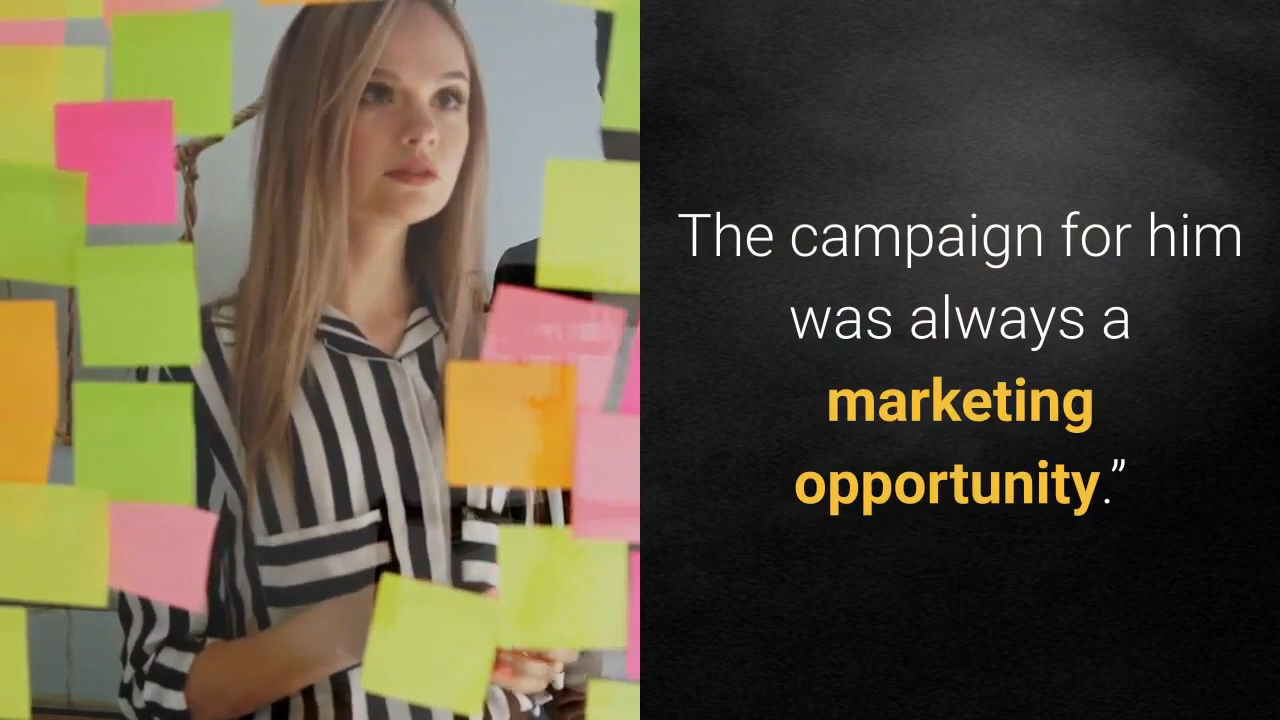 The campaign for him
was always a
marketing
opportunity.”